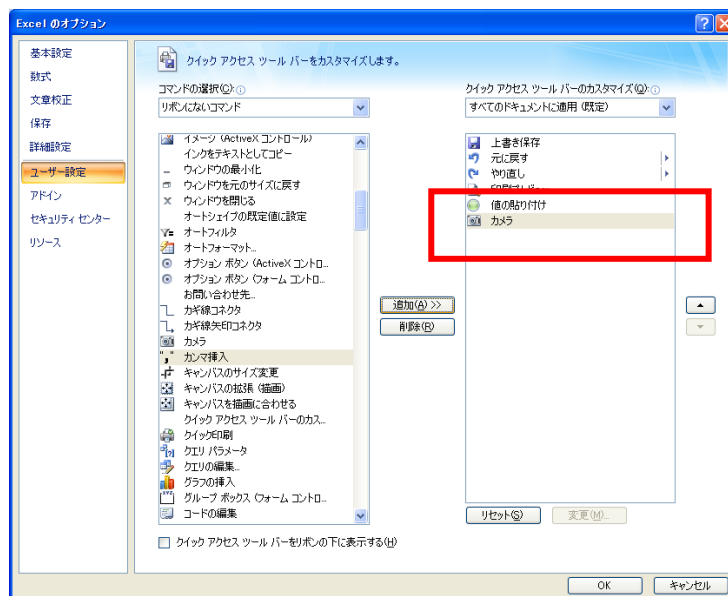 Excel のオプション
基本設定
数式
文章校正
保存
詳細設定
ユーザー設定
アドイン
セキュリティ センター
リソース
クイック アクセス ツール バーをカスタマイズします。
コマンドの選択(C):
リボンにないコマンド
イメージ (ActiveX コントロール)
インクをテキストとしてコピー
ウィンドウの最小化
ウィンドウを元のサイズに戻す
ウィンドウを閉じる
オートシェイプの既定値に設定
オートフィルタ
オートフォーマット...
オプション ボタン (ActiveX コントロ...
オプション ボタン (フォーム コントロ...
お問い合わせ先...
カギ線コネクタ
カギ線矢印コネクタ
カメラ
カンマ挿入
キャンバスのサイズ変更
キャンバスの拡張 (描画)
キャンバスを描画に合わせる
クイック アクセス ツール バーのカス...
クイック印刷
クエリ パラメータ
クエリの編集...
グラフの挿入
グループ ボックス (フォーム コントロ...
コードの編集
追加(A) >>
削除(R)
クイック アクセス ツール バーのカスタマイズ(Q):
すべてのドキュメントに適用 (既定)
上書き保存
元に戻す
やり直し
値の貼り付け
カメラ
リセット(S)
変更(M)...
クイック アクセス ツール バーをリボンの下に表示する(H)
OK
キャンセル